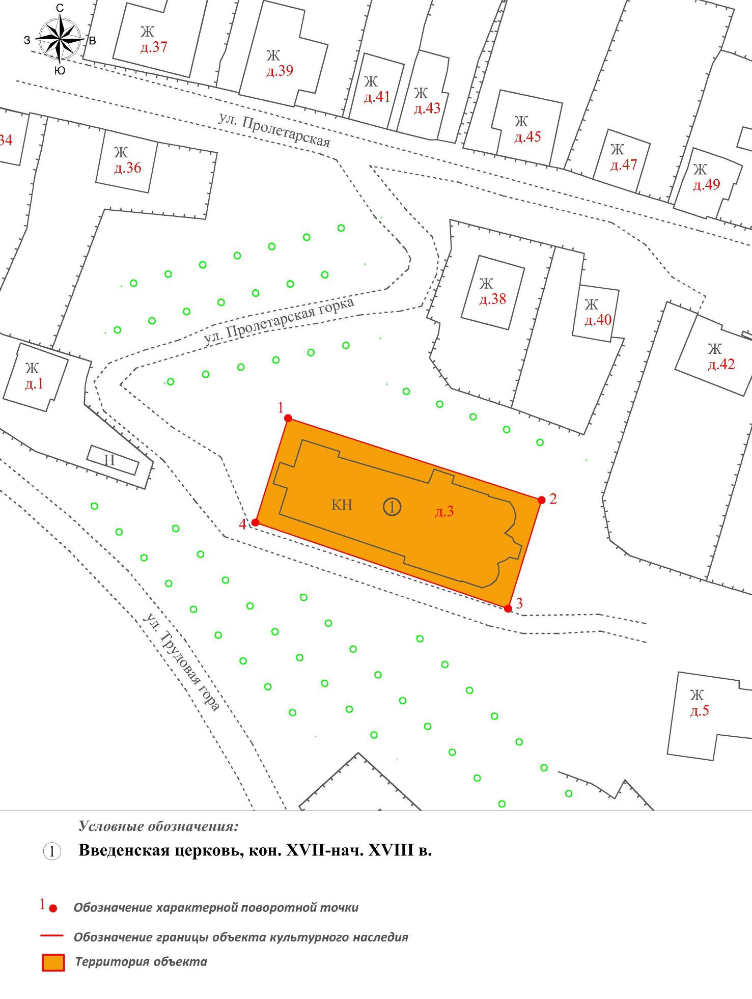 С
З
В
Ю
Ж
д.37
Ж
д.39
Ж
д.41
Ж
д.43
Ж
д.45
Ж
д.47
Ж
д.49
ул. Пролетарская
34
Ж
д.36
Ж
д.38
Ж
д.40
Ж
д.42
ул. Пролетарская горка
Ж
д.1
Н
1
2
3
4
КН
1
д.3
ул. Трудовая гора
Ж
д.5
Условные обозначения:
1 Введенская церковь, кон. XVII-нач. XVIII в.
1 Обозначение характерной поворотной точки
Обозначение границы объекта культурного наследия
Территория объекта